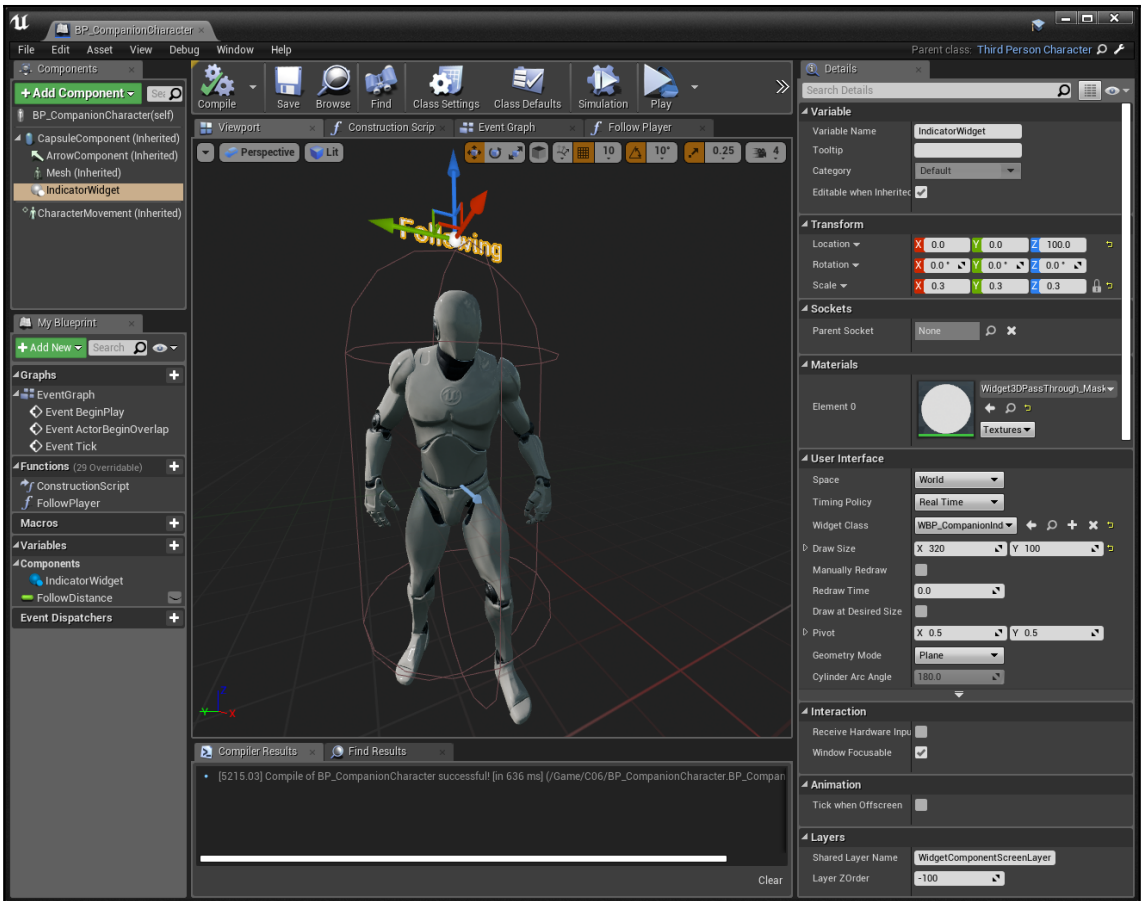 BP_CompanionCharacter
File Edit Asset View Debug Window Help
Parent class: Third Person Character
Components
+Add Component
Sea
BP_CompanionCharacter(self)
CapsuleComponent (Inherited)
ArrowComponent (Inherited)
Mesh (Inherited)
IndicatorWidget
CharacterMovement (Inherited)
My Blueprint
+Add New
Search
Graphs
EventGraph
Event BeginPlay
Event ActorBeginOverlap
Event Tick
Functions (29 Overridable)
ConstructionScript
FollowPlayer
Macros
Variables
Components
IndicatorWidget
FollowDistance
Event Dispatchers
Compile Save Browse Find Class Settings Class Defaults Simulation Play
Viewport Construction Scrip Event Graph Follow Player
Perspective Lit 10 10° 0.25 4
Following
Z
Y X
Compiler Results Find Results
[5215.03] Compile of BP_CompanionCharacter successful! [in 636 ms] (/Game/C06/BP_CompanionCharacter.BP_Compan
Clear
Details
Search Details
Variable
Variable Name IndicatorWidget
Tooltip
Category Default
Editable when Inherited
Transform
Location X 0.0 Y 0.0 Z 100.0
Rotation X 0.0° Y 0.0° Z 0.0°
Scale X 0.3 Y 0.3 Z 0.3
Sockets
Parent Socket None
Materials
Element 0 Widget3DPassThrough_Mask
Textures
User Interface
Space World
Timing Policy Real Time
Widget Class WBP_CompanionInd
Draw Size X 320 Y 100
Manually Redraw
Redraw Time 0.0
Draw at Desired Size
Pivot X 0.5 Y 0.5
Geometry Mode Plane
Cylinder Arc Angle 180.0
Interaction
Receive Hardware Inpu
Window Focusable
Animation
Tick when Offscreen
Layers
Shared Layer Name WidgetComponentScreenLayer
Layer ZOrder -100